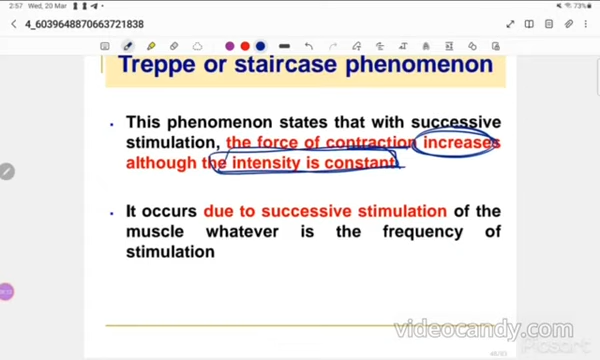 2:57 Wed, 20 Mar
73%
4_6039648870663721838
Treppe or staircase phenomenon
• This phenomenon states that with successive
stimulation, the force of contraction increases
although the intensity is constant
• It occurs due to successive stimulation of the
muscle whatever is the frequency of
stimulation
videocandy.com
Picsart